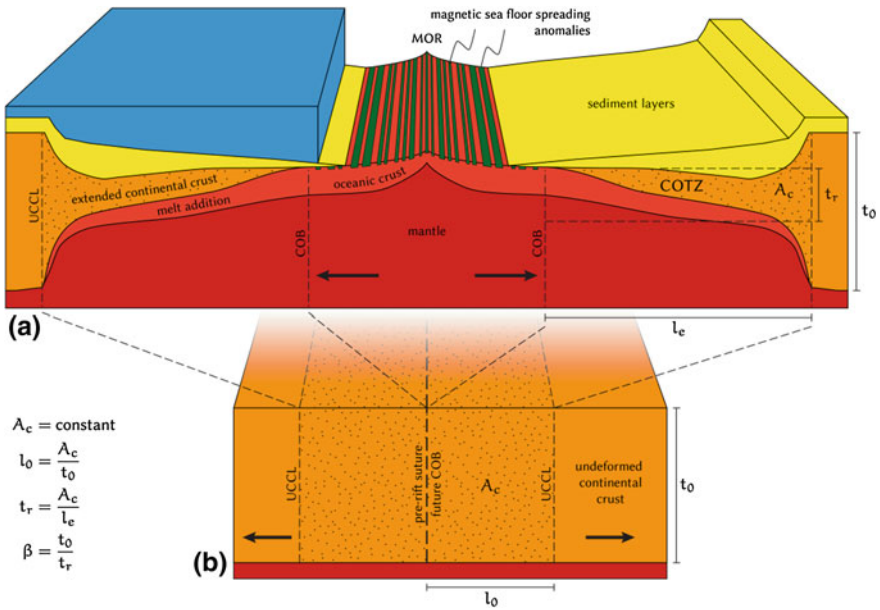 magnetic sea floor spreading
anomalies
MOR
sediment layers
UCCL
extended continental crust
melt addition
oceanic crust
COB
mantle
COB
COTZ
A_c
t_r
t_0
(a)
l_e
A_c = constant
l_0 = A_c / t_0
t_r = A_c / l_e
β = t_0 / t_r
UCCL
pre-rift suture
future COB
A_c
UCCL
undeformed
continental
crust
t_0
(b)
l_0